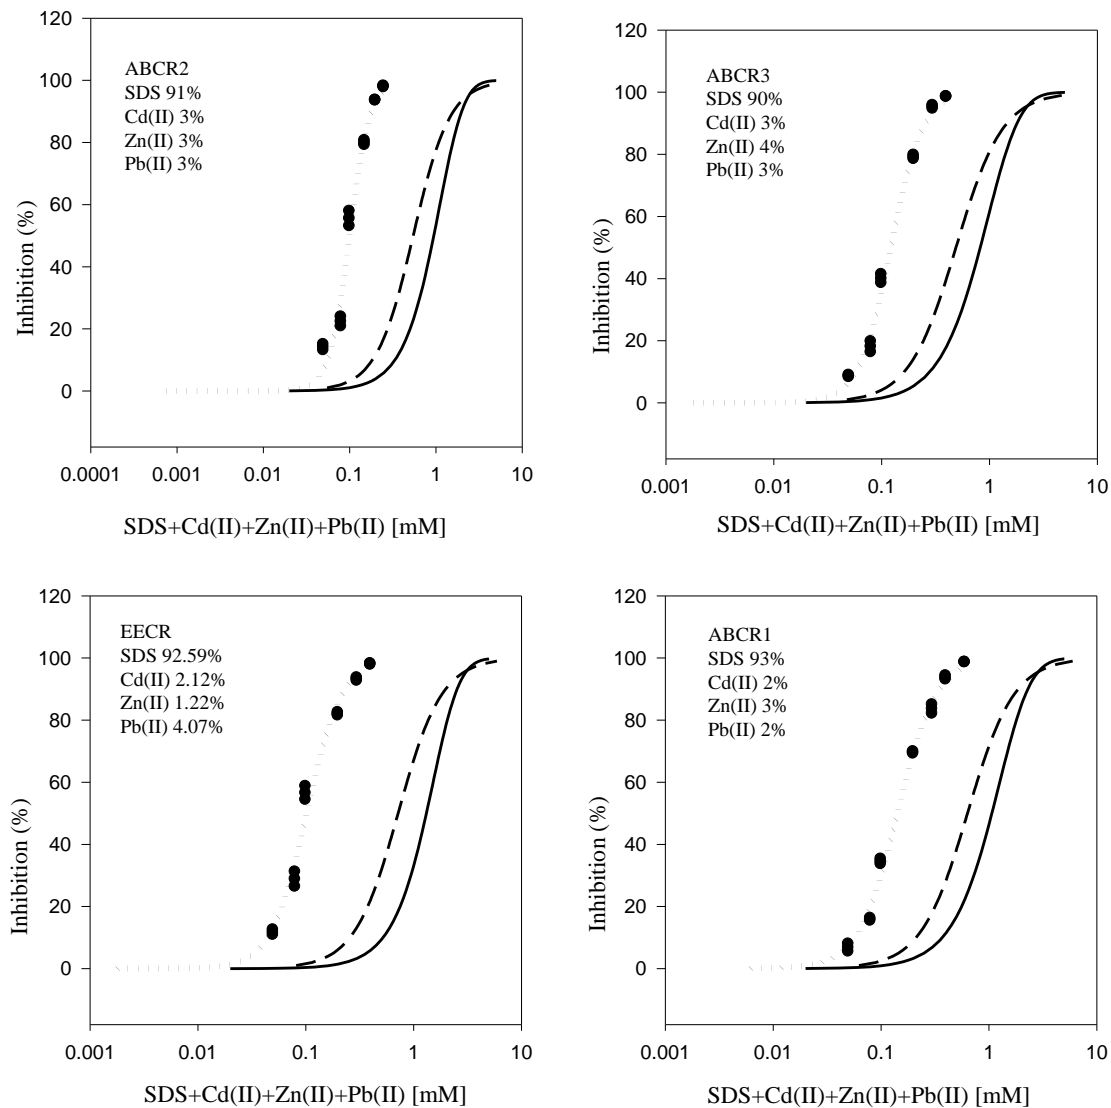 120
100
80
60
40
20
0
Inhibition (%)
ABCR2
SDS 91%
Cd(II) 3%
Zn(II) 3%
Pb(II) 3%
0.0001 0.001 0.01 0.1 1 10
SDS+Cd(II)+Zn(II)+Pb(II) [mM]
120
100
80
60
40
20
0
Inhibition (%)
ABCR3
SDS 90%
Cd(II) 3%
Zn(II) 4%
Pb(II) 3%
0.001 0.01 0.1 1 10
SDS+Cd(II)+Zn(II)+Pb(II) [mM]
120
100
80
60
40
20
0
Inhibition (%)
EECR
SDS 92.59%
Cd(II) 2.12%
Zn(II) 1.22%
Pb(II) 4.07%
0.001 0.01 0.1 1 10
SDS+Cd(II)+Zn(II)+Pb(II) [mM]
120
100
80
60
40
20
0
Inhibition (%)
ABCR1
SDS 93%
Cd(II) 2%
Zn(II) 3%
Pb(II) 2%
0.001 0.01 0.1 1 10
SDS+Cd(II)+Zn(II)+Pb(II) [mM]